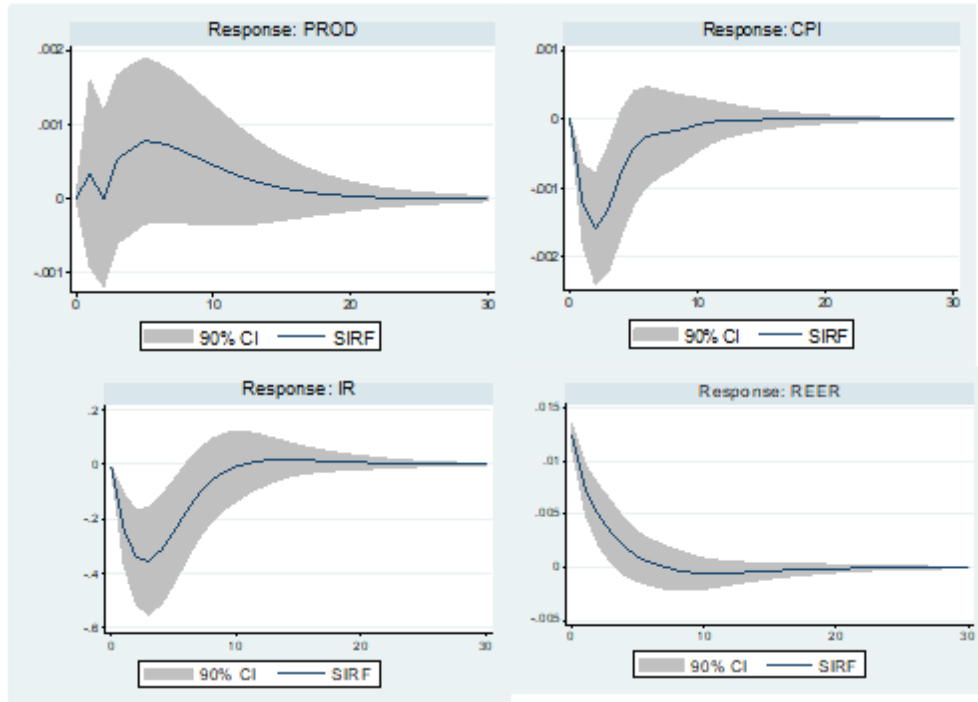 Response: PROD
.002
.001
0
-.001
0
10
20
30
90% CI
SIRF
Response: CPI
.001
0
-.001
-.002
0
10
20
30
90% CI
SIRF
Response: IR
.2
0
-.2
-.4
-.6
0
10
20
30
90% CI
SIRF
Response: REER
.015
.01
.005
0
-.005
0
10
20
30
90% CI
SIRF